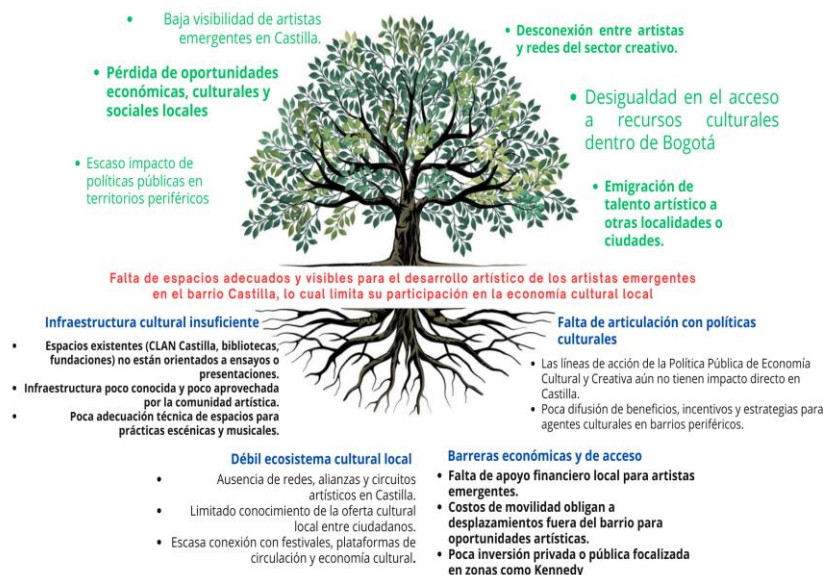 • Baja visibilidad de artistas
emergentes en Castilla.
• Desconexión entre artistas
y redes del sector creativo.
• Pérdida de oportunidades
económicas, culturales y
sociales locales
• Desigualdad en el acceso
a recursos culturales
dentro de Bogotá
• Escaso impacto de
políticas públicas en
territorios periféricos
• Emigración de
talento artístico a
otras localidades o
ciudades.
Falta de espacios adecuados y visibles para el desarrollo artístico de los artistas emergentes
en el barrio Castilla, lo cual limita su participación en la economía cultural local
Infraestructura cultural insuficiente
• Espacios existentes (CLAN Castilla, bibliotecas,
fundaciones) no están orientados a ensayos o
presentaciones.
• Infraestructura poco conocida y poco aprovechada
por la comunidad artística.
• Poca adecuación técnica de espacios para
prácticas escénicas y musicales.
Falta de articulación con políticas
culturales
• Las líneas de acción de la Política Pública de Economía
Cultural y Creativa aún no tienen impacto directo en
Castilla.
• Poca difusión de beneficios, incentivos y estrategias para
agentes culturales en barrios periféricos.
Débil ecosistema cultural local
• Ausencia de redes, alianzas y circuitos
artísticos en Castilla.
• Limitado conocimiento de la oferta cultural
local entre ciudadanos.
• Escasa conexión con festivales, plataformas de
circulación y economía cultural.
Barreras económicas y de acceso
• Falta de apoyo financiero local para artistas
emergentes.
• Costos de movilidad obligan a
desplazamientos fuera del barrio para
oportunidades artísticas.
• Poca inversión privada o pública focalizada
en zonas como Kennedy